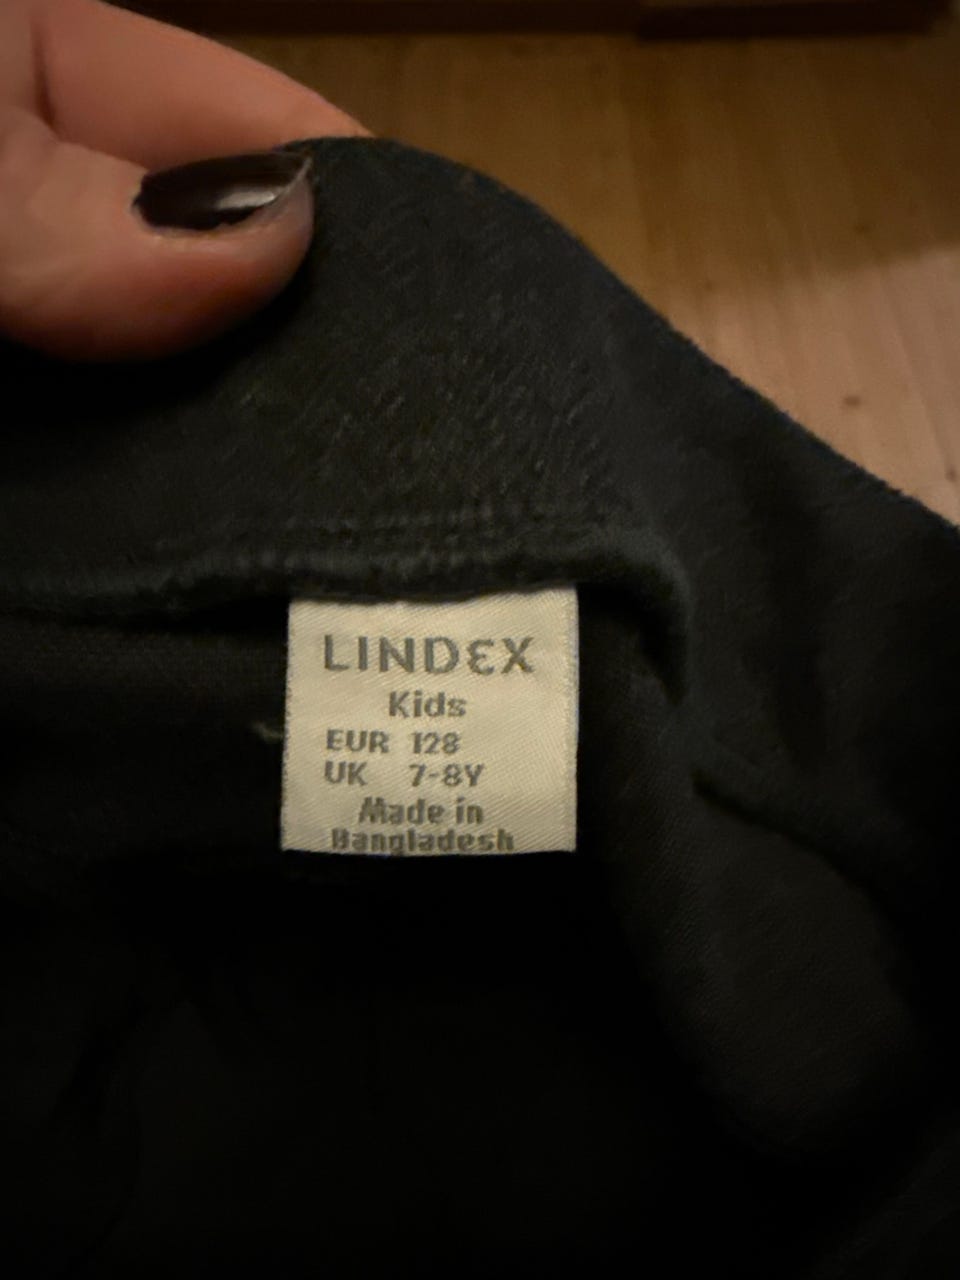 LINDEX
Kids
EUR 128
UK 7-8Y
Made in
Bangladesh